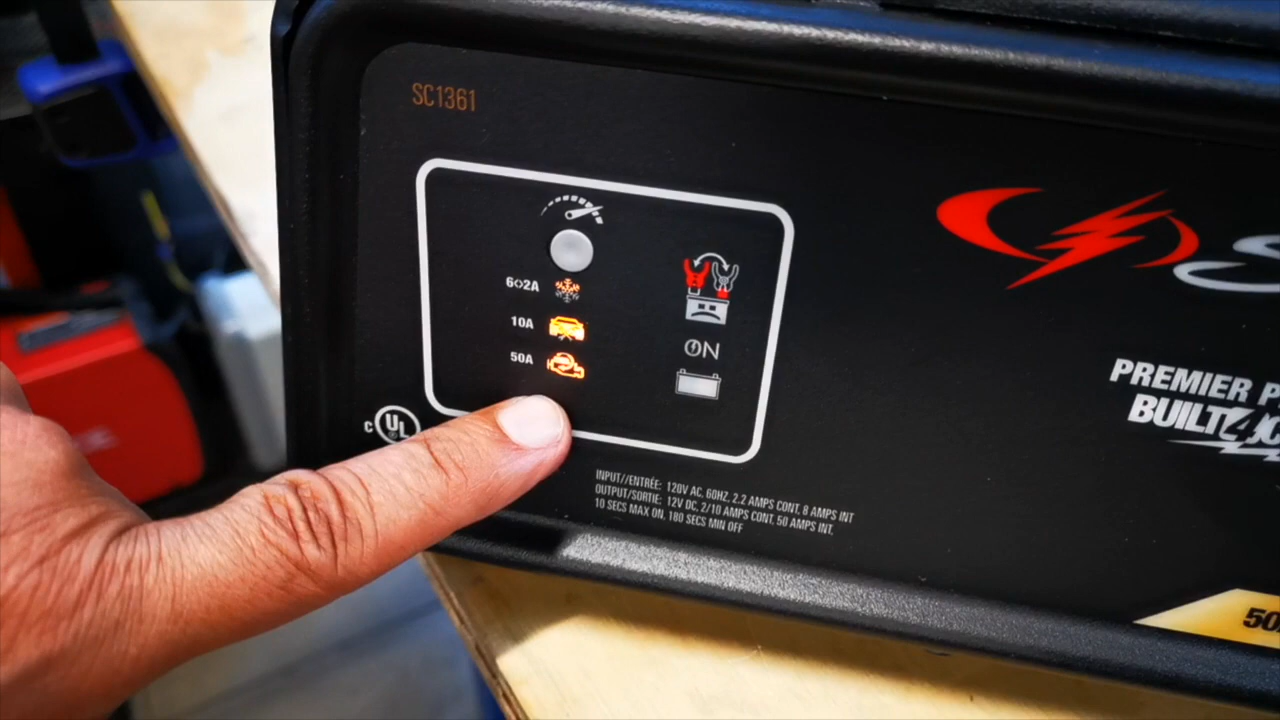 SC1361
6<>2A
10A
50A
ON
C UL
INPUT//ENTRÉE: 120V AC, 60HZ, 2.2 AMPS CONT, 8 AMPS INT
OUTPUT/SORTIE: 12V DC, 2/10 AMPS CONT, 50 AMPS INT,
10 SECS MAX ON, 180 SECS MIN OFF
S
PREMIER P
BUILT
50